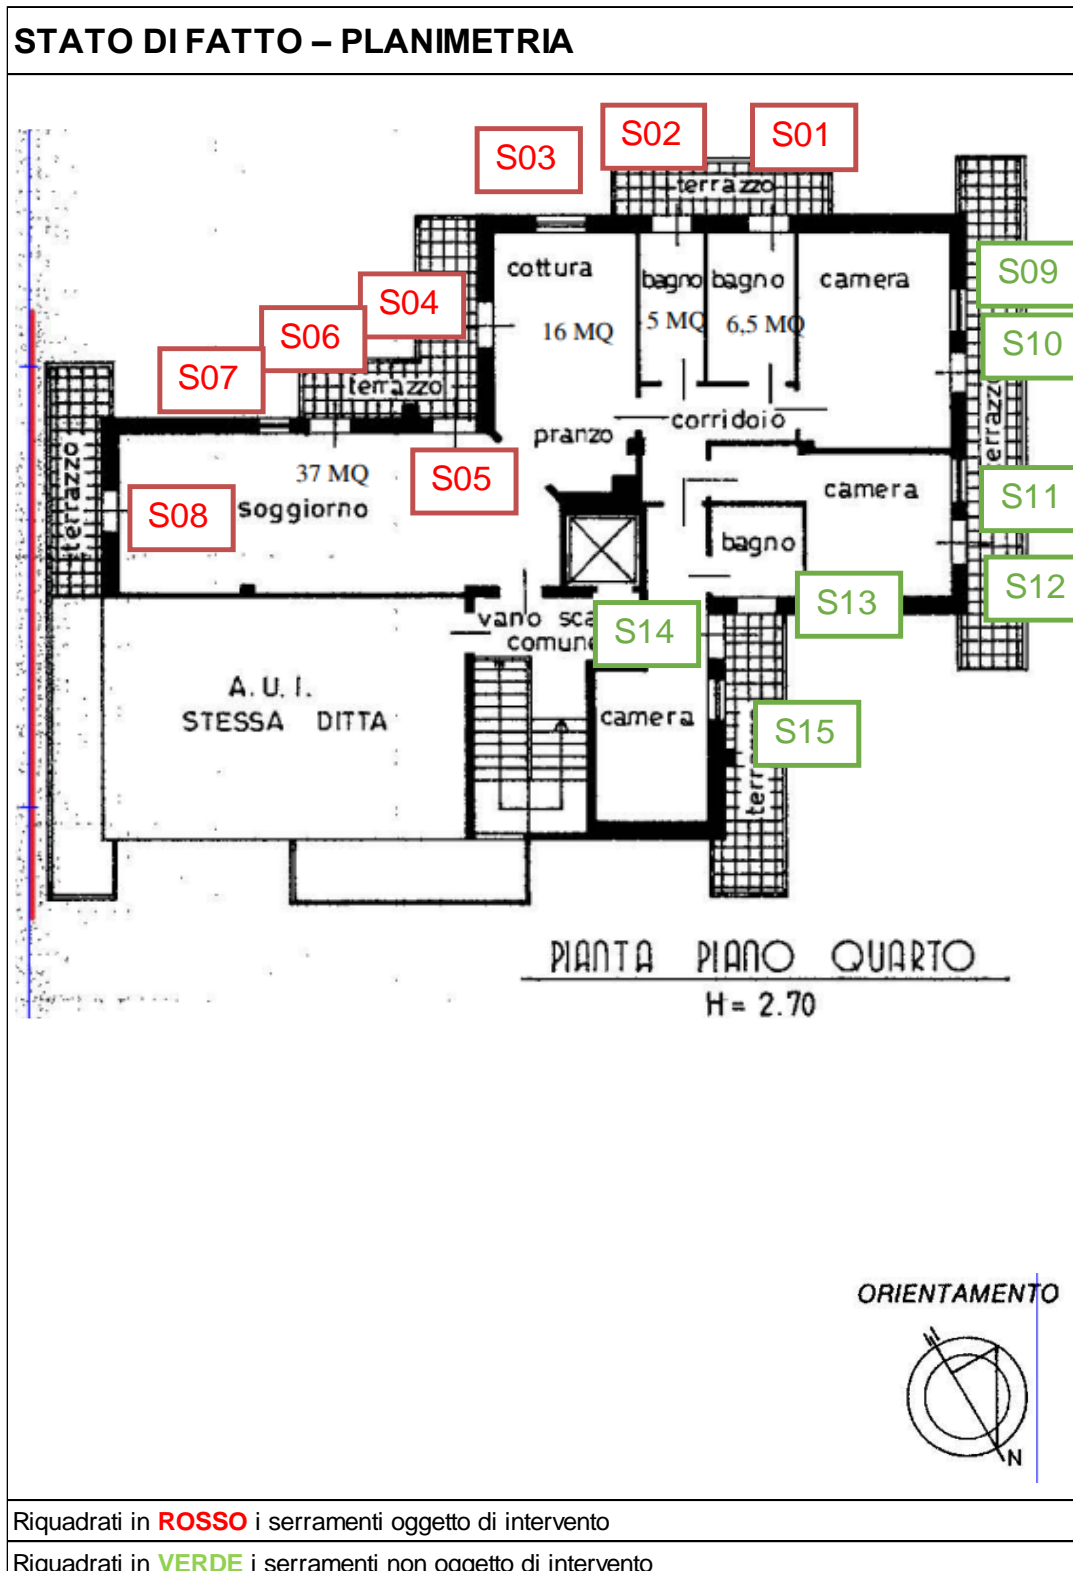 STATO DI FATTO – PLANIMETRIA
S02
S01
S03
terrazzo
cottura
bagno
bagno
camera
S09
S04
16 MQ
5 MQ
6,5 MQ
S06
S10
S07
terrazzo
corridoio
pranzo
terrazzo
37 MQ
S05
camera
S11
terrazzo
S08
soggiorno
bagno
S12
S13
vano sca
comune
S14
A.U.I.
STESSA DITTA
camera
S15
PIANTA PIANO QUARTO
H = 2.70
ORIENTAMENTO
N
Riquadrati in ROSSO i serramenti oggetto di intervento
Riquadrati in VERDE i serramenti non oggetto di intervento